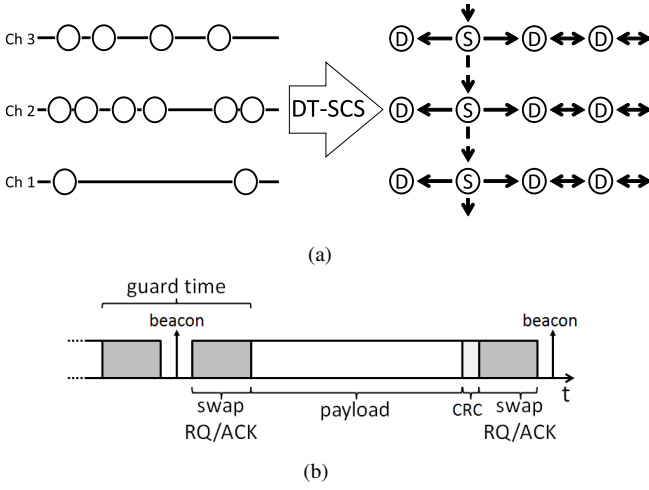 Ch 3
D
S
D
D
Ch 2
DT-SCS
D
S
D
D
Ch 1
D
S
D
D
(a)
guard time
beacon
beacon
t
swap
RQ/ACK
payload
CRC
swap
RQ/ACK
(b)